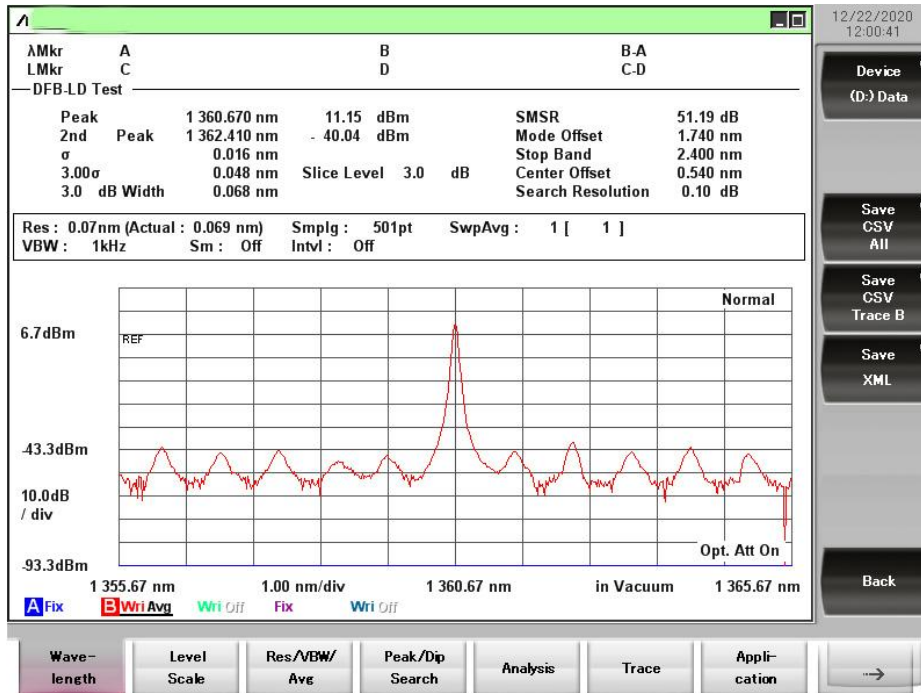 12/22/2020
12:00:41
λMkr A B B-A
LMkr C D C-D
DFB-LD Test
Peak 1 360.670 nm 11.15 dBm SMSR 51.19 dB
2nd Peak 1 362.410 nm - 40.04 dBm Mode Offset 1.740 nm
σ 0.016 nm Stop Band 2.400 nm
3.00σ 0.048 nm Slice Level 3.0 dB Center Offset 0.540 nm
3.0 dB Width 0.068 nm Search Resolution 0.10 dB
Res : 0.07nm (Actual : 0.069 nm) Smplg : 501pt SwpAvg : 1 [ 1 ]
VBW : 1kHz Sm : Off Intvl : Off
Normal
6.7dBm
REF
-43.3dBm
10.0dB
/ div
Opt. Att On
-93.3dBm
1 355.67 nm 1.00 nm/div 1 360.67 nm in Vacuum 1 365.67 nm
A Fix B Wri Avg Wri Off Fix Wri Off
Device
(D:) Data
Save
CSV
All
Save
CSV
Trace B
Save
XML
Back
Wave-
length
Level
Scale
Res/VBW/
Avg
Peak/Dip
Search
Analysis
Trace
Appli-
cation